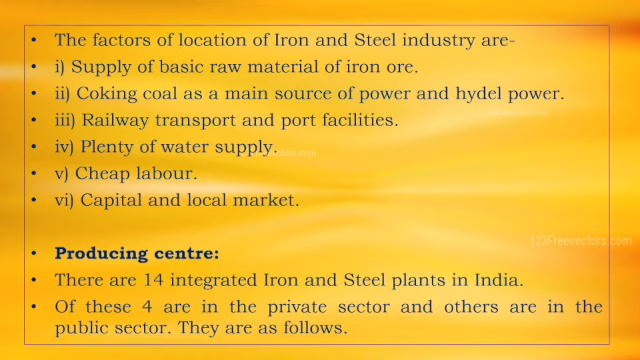 • The factors of location of Iron and Steel industry are-
• i) Supply of basic raw material of iron ore.
• ii) Coking coal as a main source of power and hydel power.
• iii) Railway transport and port facilities.
• iv) Plenty of water supply.
• v) Cheap labour.
• vi) Capital and local market.
123Freevectors.com
• Producing centre:
• There are 14 integrated Iron and Steel plants in India.
• Of these 4 are in the private sector and others are in the
public sector. They are as follows.